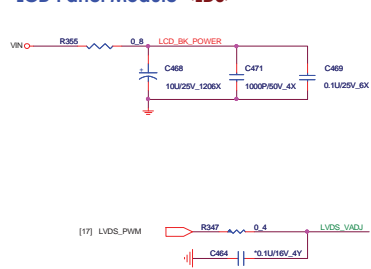 LCD Panel Module
VIN R355 0_8 LCD_BK_POWER
+ C468 C471 C469
10U/25V_1206X 1000P/50V_4X 0.1U/25V_6X
[17] LVDS_PWM R347 0_4 LVDS_VADJ
C464 *0.1U/16V_4Y